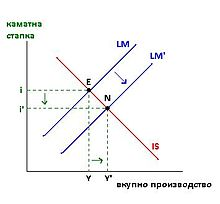 каматна
стапка
LM
LM'
E
i
N
i'
IS
Y Y'
вкупно производство